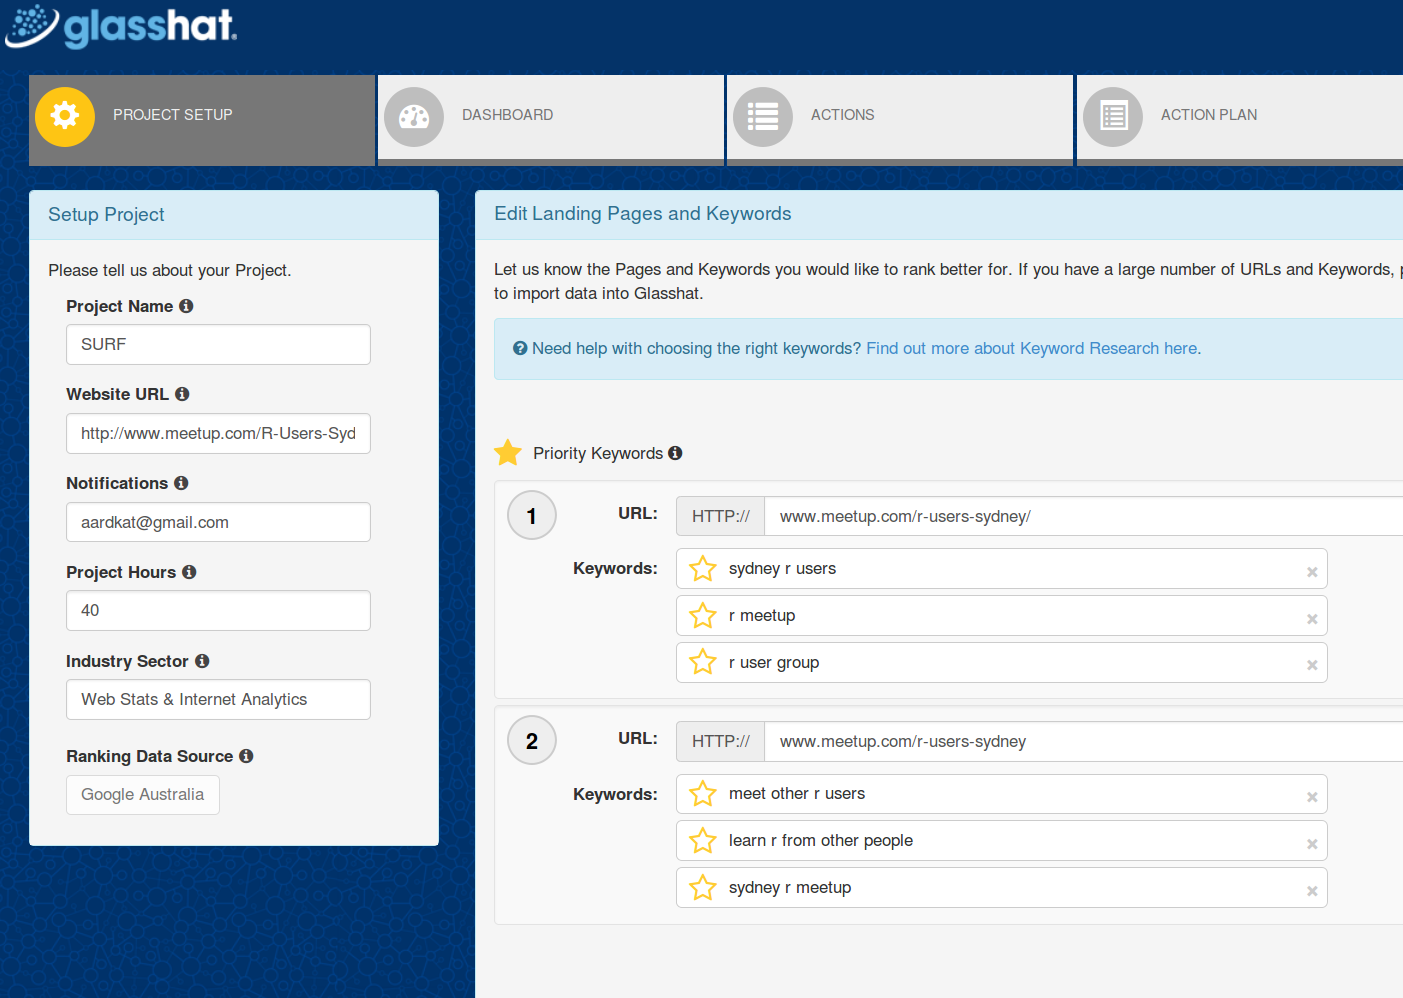 glasshat.
PROJECT SETUP
DASHBOARD
ACTIONS
ACTION PLAN
Setup Project
Please tell us about your Project.
Project Name
SURF
Website URL
http://www.meetup.com/R-Users-Syd
Notifications
aardkat@gmail.com
Project Hours
40
Industry Sector
Web Stats & Internet Analytics
Ranking Data Source
Google Australia
Edit Landing Pages and Keywords
Let us know the Pages and Keywords you would like to rank better for. If you have a large number of URLs and Keywords,
to import data into Glasshat.
Need help with choosing the right keywords? Find out more about Keyword Research here.
Priority Keywords
1
URL:
HTTP://
www.meetup.com/r-users-sydney/
Keywords:
sydney r users
r meetup
r user group
2
URL:
HTTP://
www.meetup.com/r-users-sydney
Keywords:
meet other r users
learn r from other people
sydney r meetup